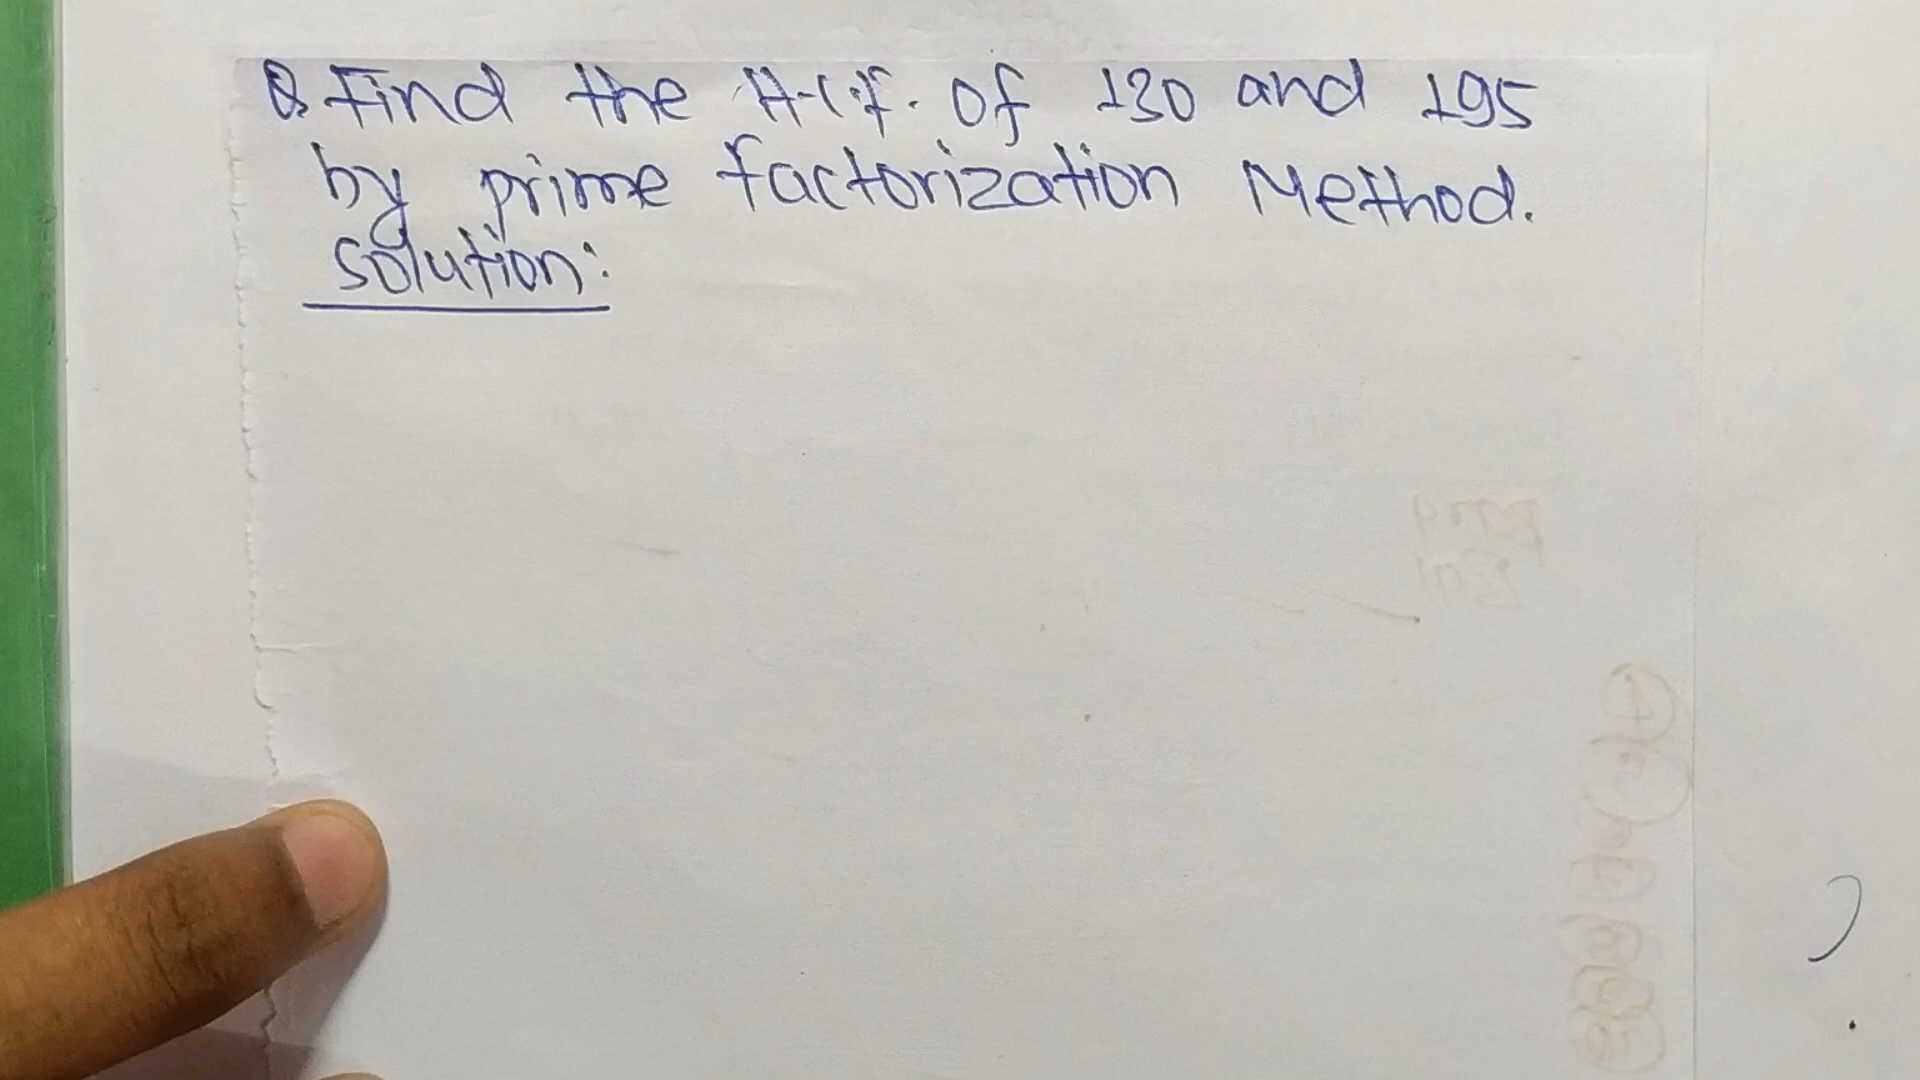 Q Find the H.C.F. of 130 and 195
by prime factorization Method.
Solution: